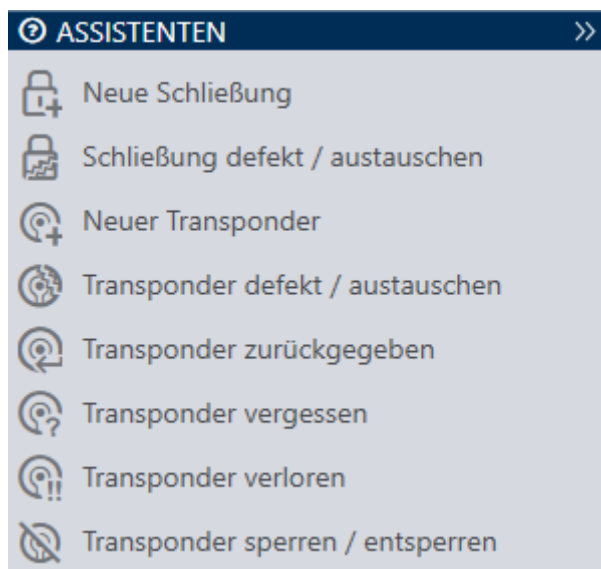 ASSISTENTEN
Neue Schließung
Schließung defekt / austauschen
Neuer Transponder
Transponder defekt / austauschen
Transponder zurückgegeben
Transponder vergessen
Transponder verloren
Transponder sperren / entsperren